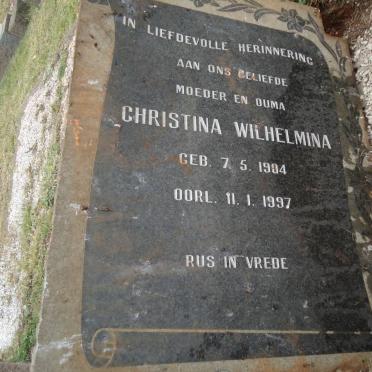 IN LIEFDEVOLLE HERINNERING
AAN ONS GELIEFDE
MOEDER EN OUMA
CHRISTINA WILHELMINA
GEB. 7. 5. 1904
OORL. 11. 1. 1997
RUS IN VREDE